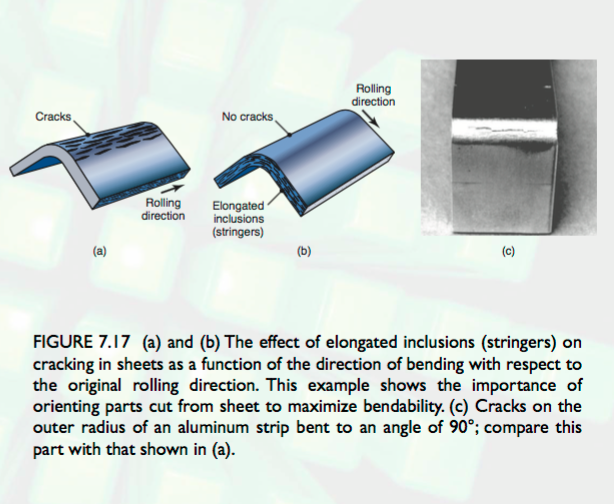 Cracks
No cracks
Rolling
direction
Rolling
direction
Elongated
inclusions
(stringers)
(a)
(b)
(c)
FIGURE 7.17 (a) and (b) The effect of elongated inclusions (stringers) on
cracking in sheets as a function of the direction of bending with respect to
the original rolling direction. This example shows the importance of
orienting parts cut from sheet to maximize bendability. (c) Cracks on the
outer radius of an aluminum strip bent to an angle of 90°; compare this
part with that shown in (a).